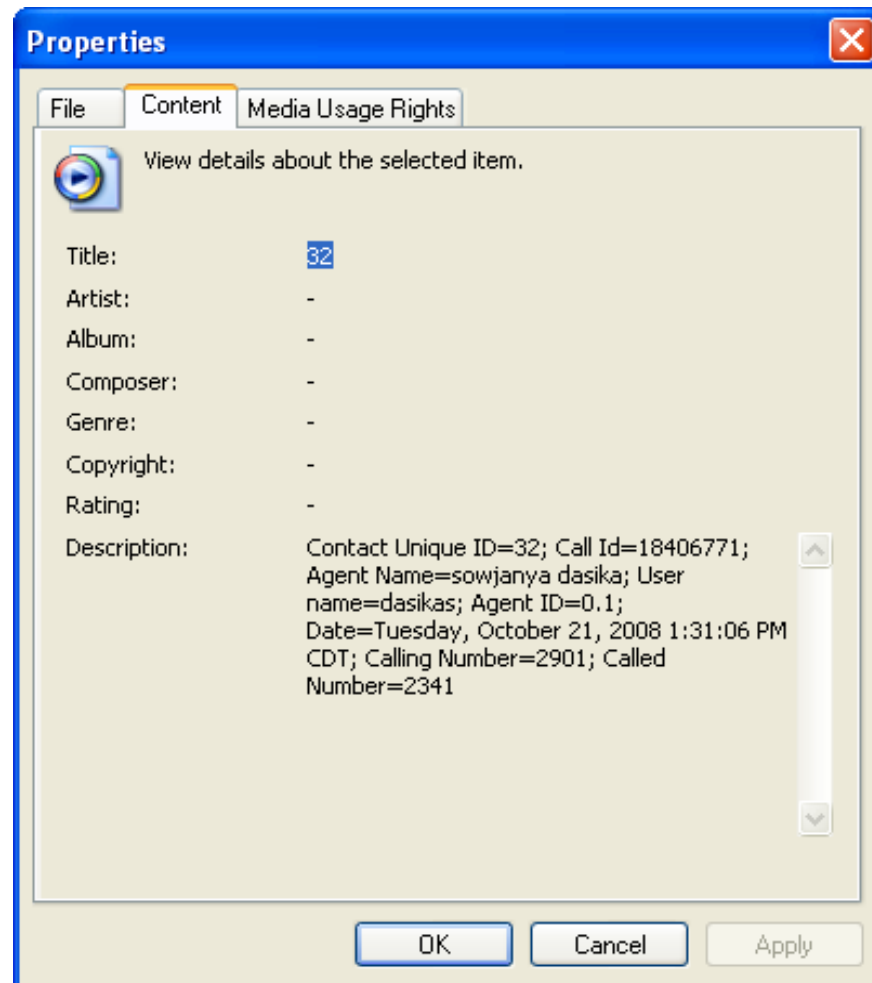 Properties
File Content Media Usage Rights
View details about the selected item.
Title: 32
Artist: -
Album: -
Composer: -
Genre: -
Copyright: -
Rating: -
Description: Contact Unique ID=32; Call Id=18406771;
Agent Name=sowjanya dasika; User
name=dasikas; Agent ID=0.1;
Date=Tuesday, October 21, 2008 1:31:06 PM
CDT; Calling Number=2901; Called
Number=2341
OK Cancel Apply